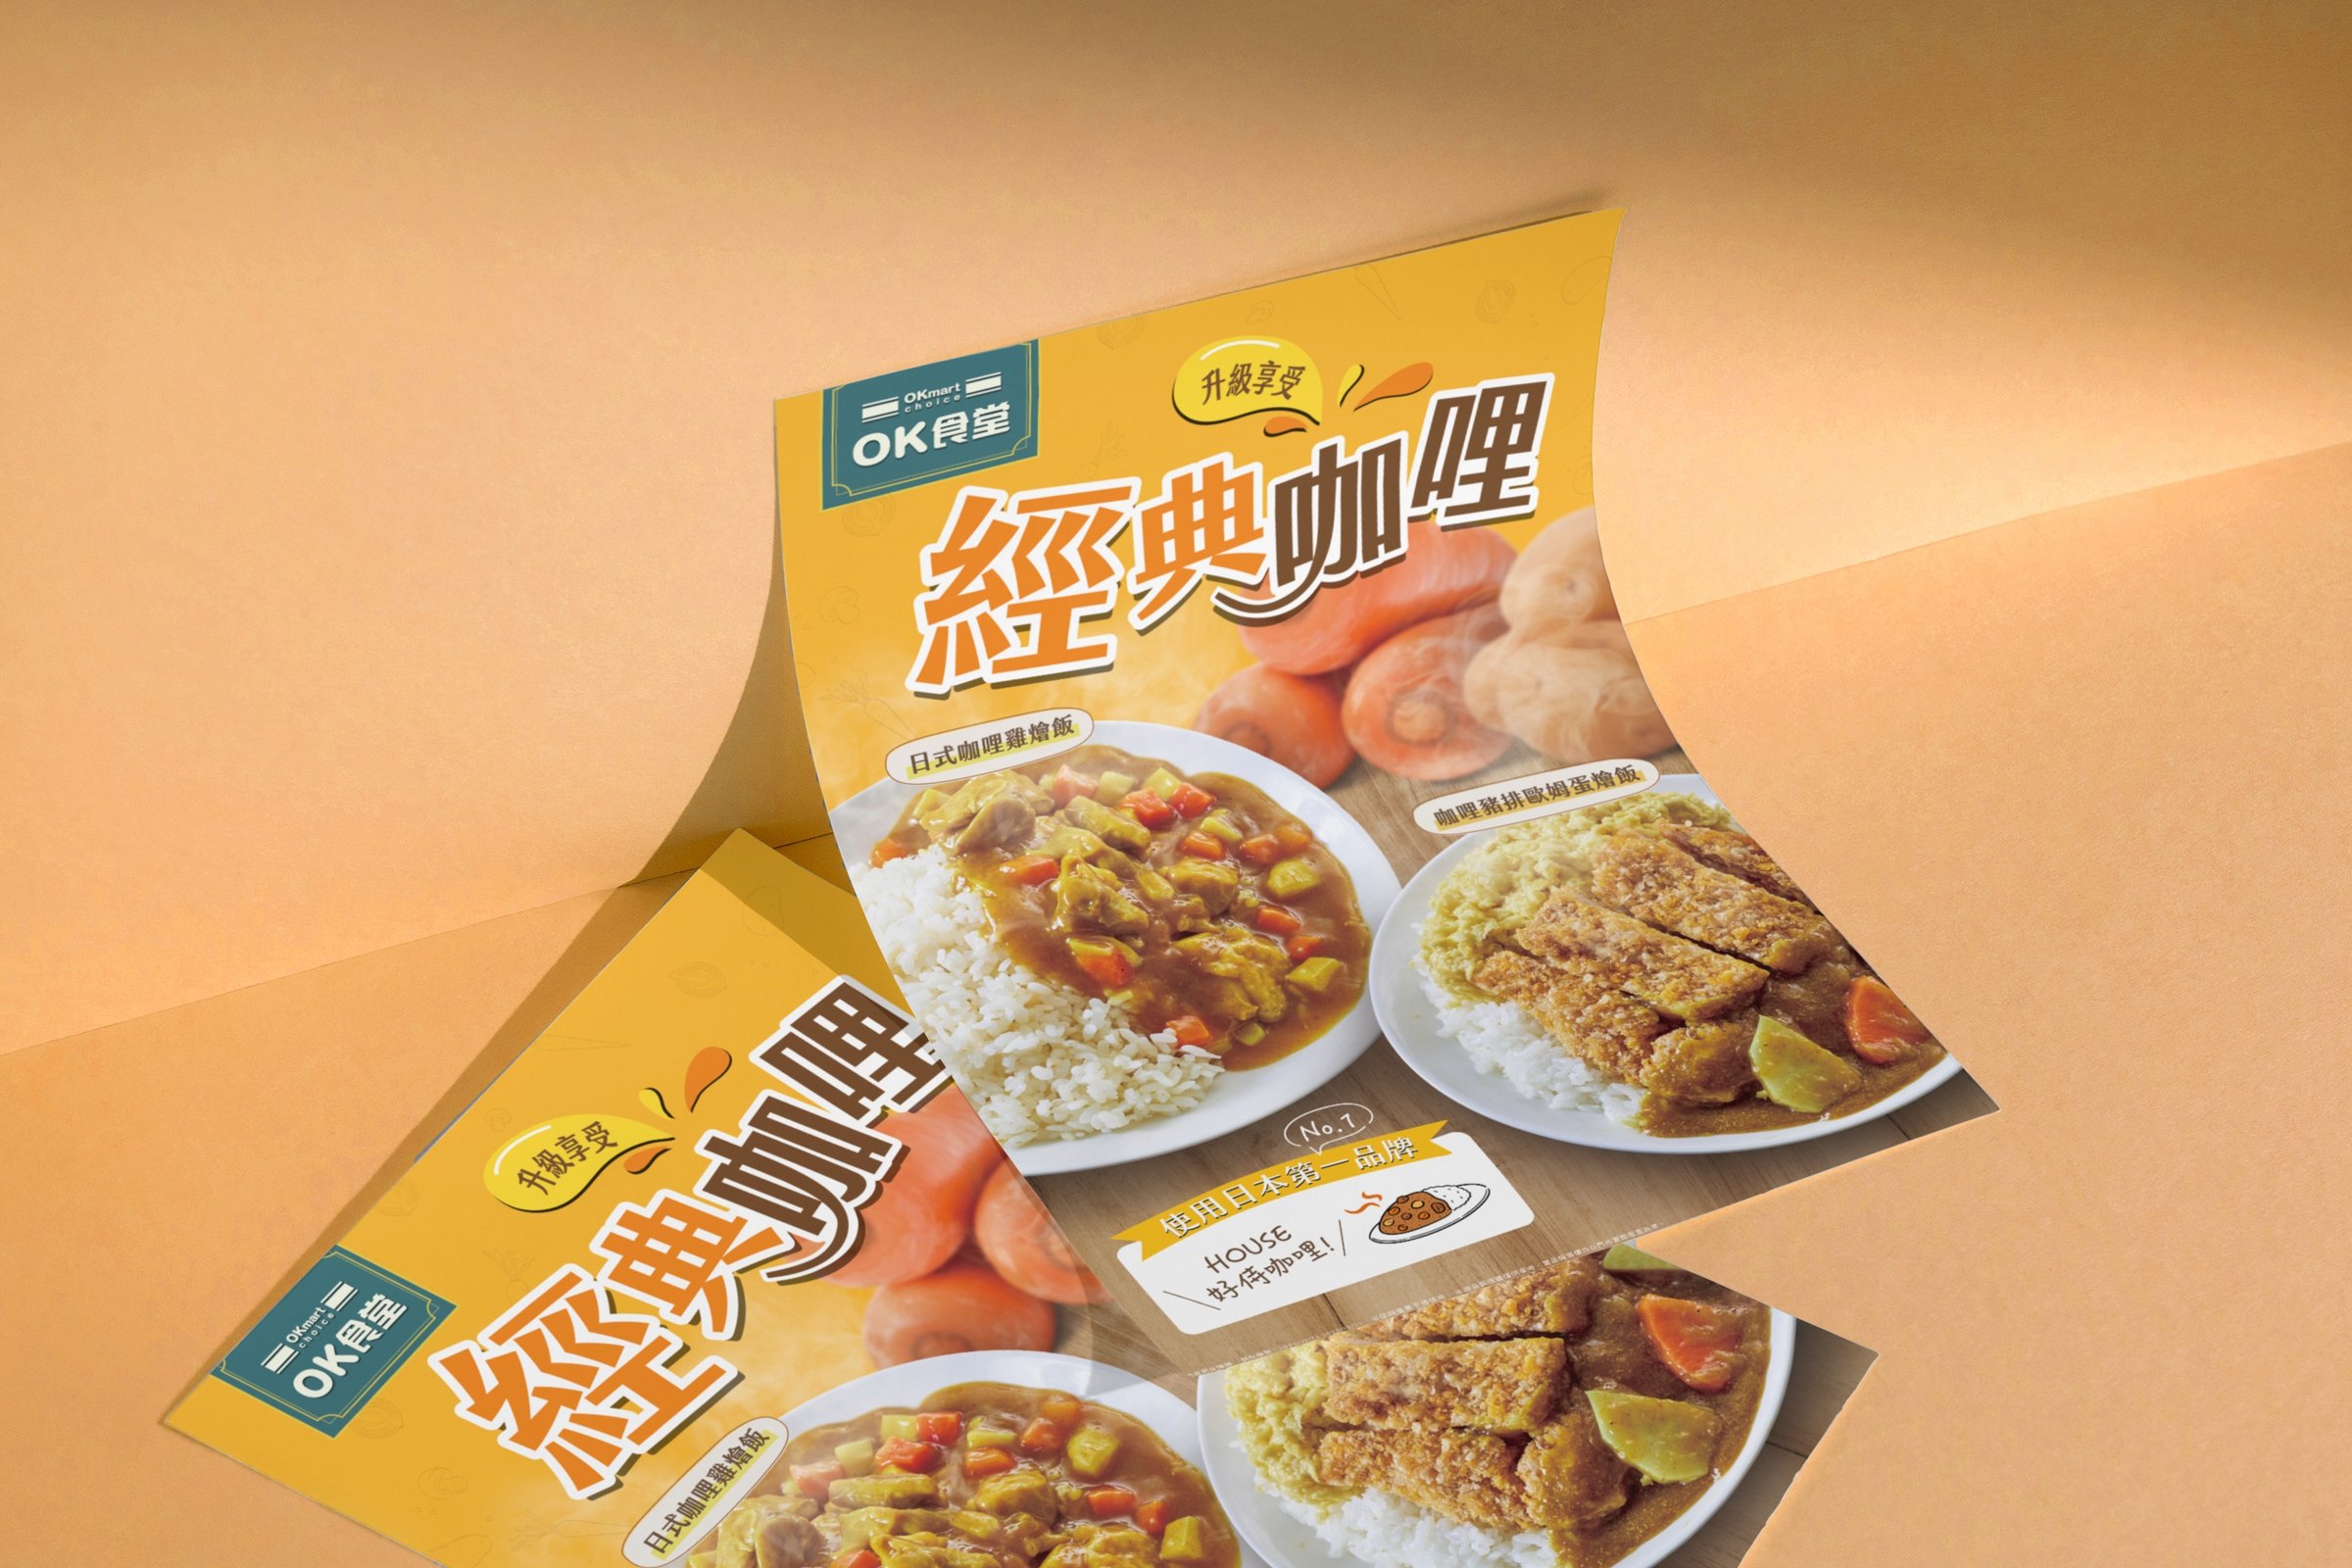 OKmart
choice
OK食堂
升級享受
經典咖哩
日式咖哩雞燴飯
咖哩豬排歐姆蛋燴飯
No.1
使用日本第一品牌
HOUSE
好侍咖哩!
升級享受
經典咖哩
OKmart
choice
OK食堂
日式咖哩雞燴飯